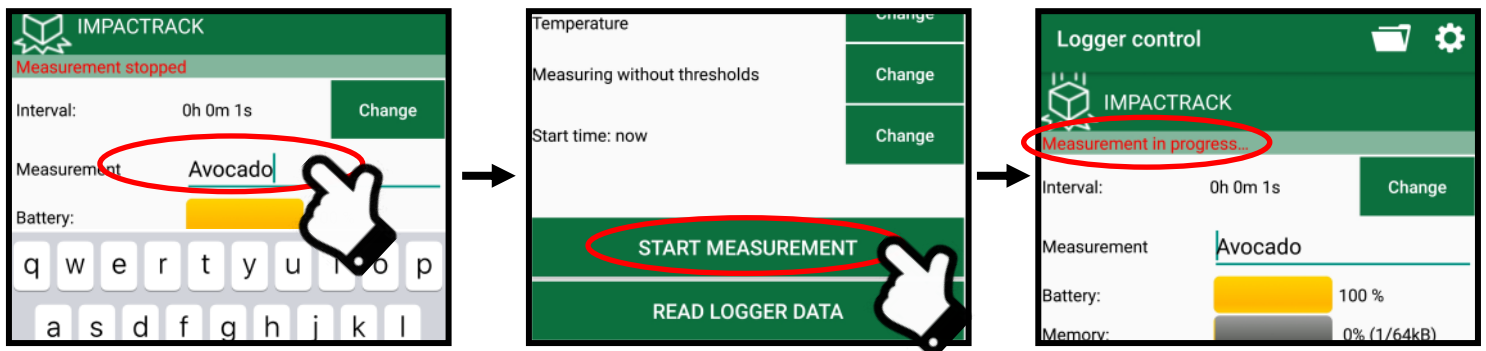 IMPACTRACK
Measurement stopped
Interval: 0h 0m 1s Change
Measurement Avocado
Battery:
q w e r t y u i o p
a s d f g h j k l
Temperature Change
Measuring without thresholds Change
Start time: now Change
START MEASUREMENT
READ LOGGER DATA
Logger control
IMPACTRACK
Measurement in progress...
Interval: 0h 0m 1s Change
Measurement Avocado
Battery: 100 %
Memory: 0% (1/64kB)